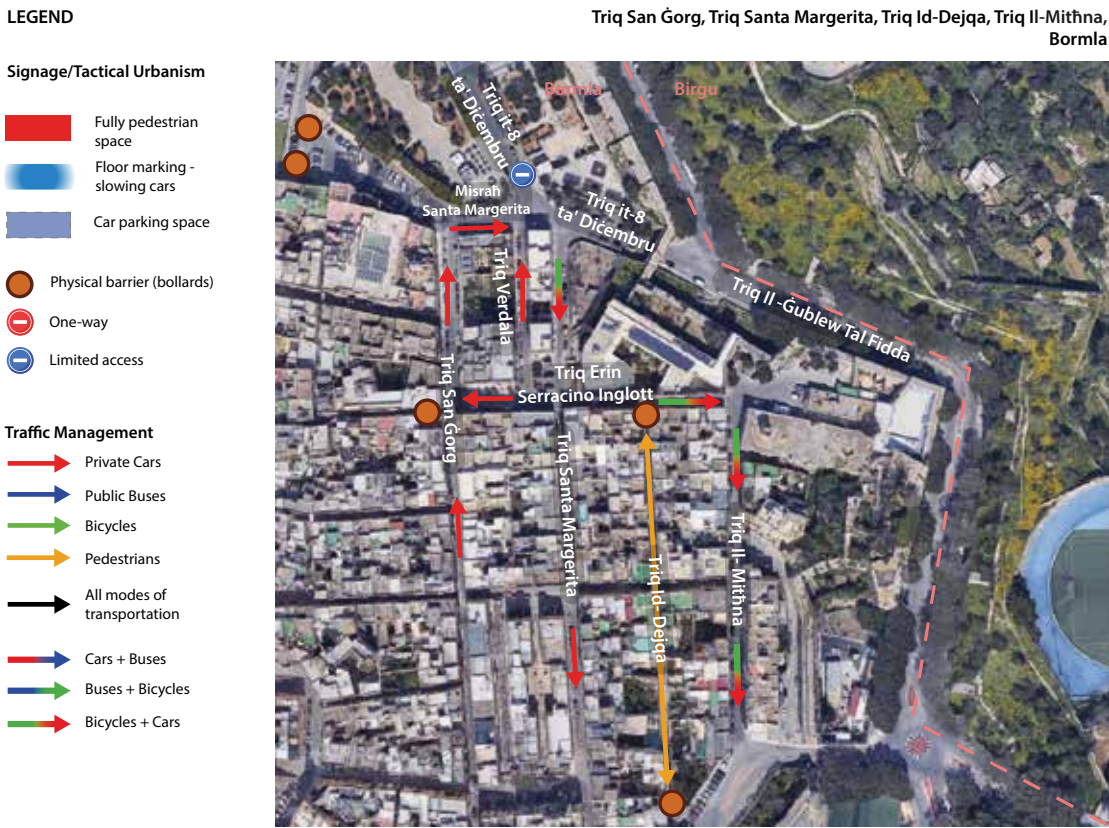 LEGEND
Triq San Ġorg, Triq Santa Margerita, Triq Id-Dejqa, Triq Il-Mitħna,
Bormla
Signage/Tactical Urbanism
Fully pedestrian
space
Floor marking -
slowing cars
Car parking space
Physical barrier (bollards)
One-way
Limited access
Traffic Management
Private Cars
Public Buses
Bicycles
Pedestrians
All modes of
transportation
Cars + Buses
Buses + Bicycles
Bicycles + Cars
Bormla
Birgu
Triq it-8
ta' Diċembru
Misraħ
Santa Margerita
Triq it-8
ta' Diċembru
Triq Verdala
Triq Il -Ġublew Tal Fidda
Triq Erin
Serracino Inglott
Triq San Ġorg
Triq Santa Margerita
Triq Id-Dejqa
Triq Il- Mitħna